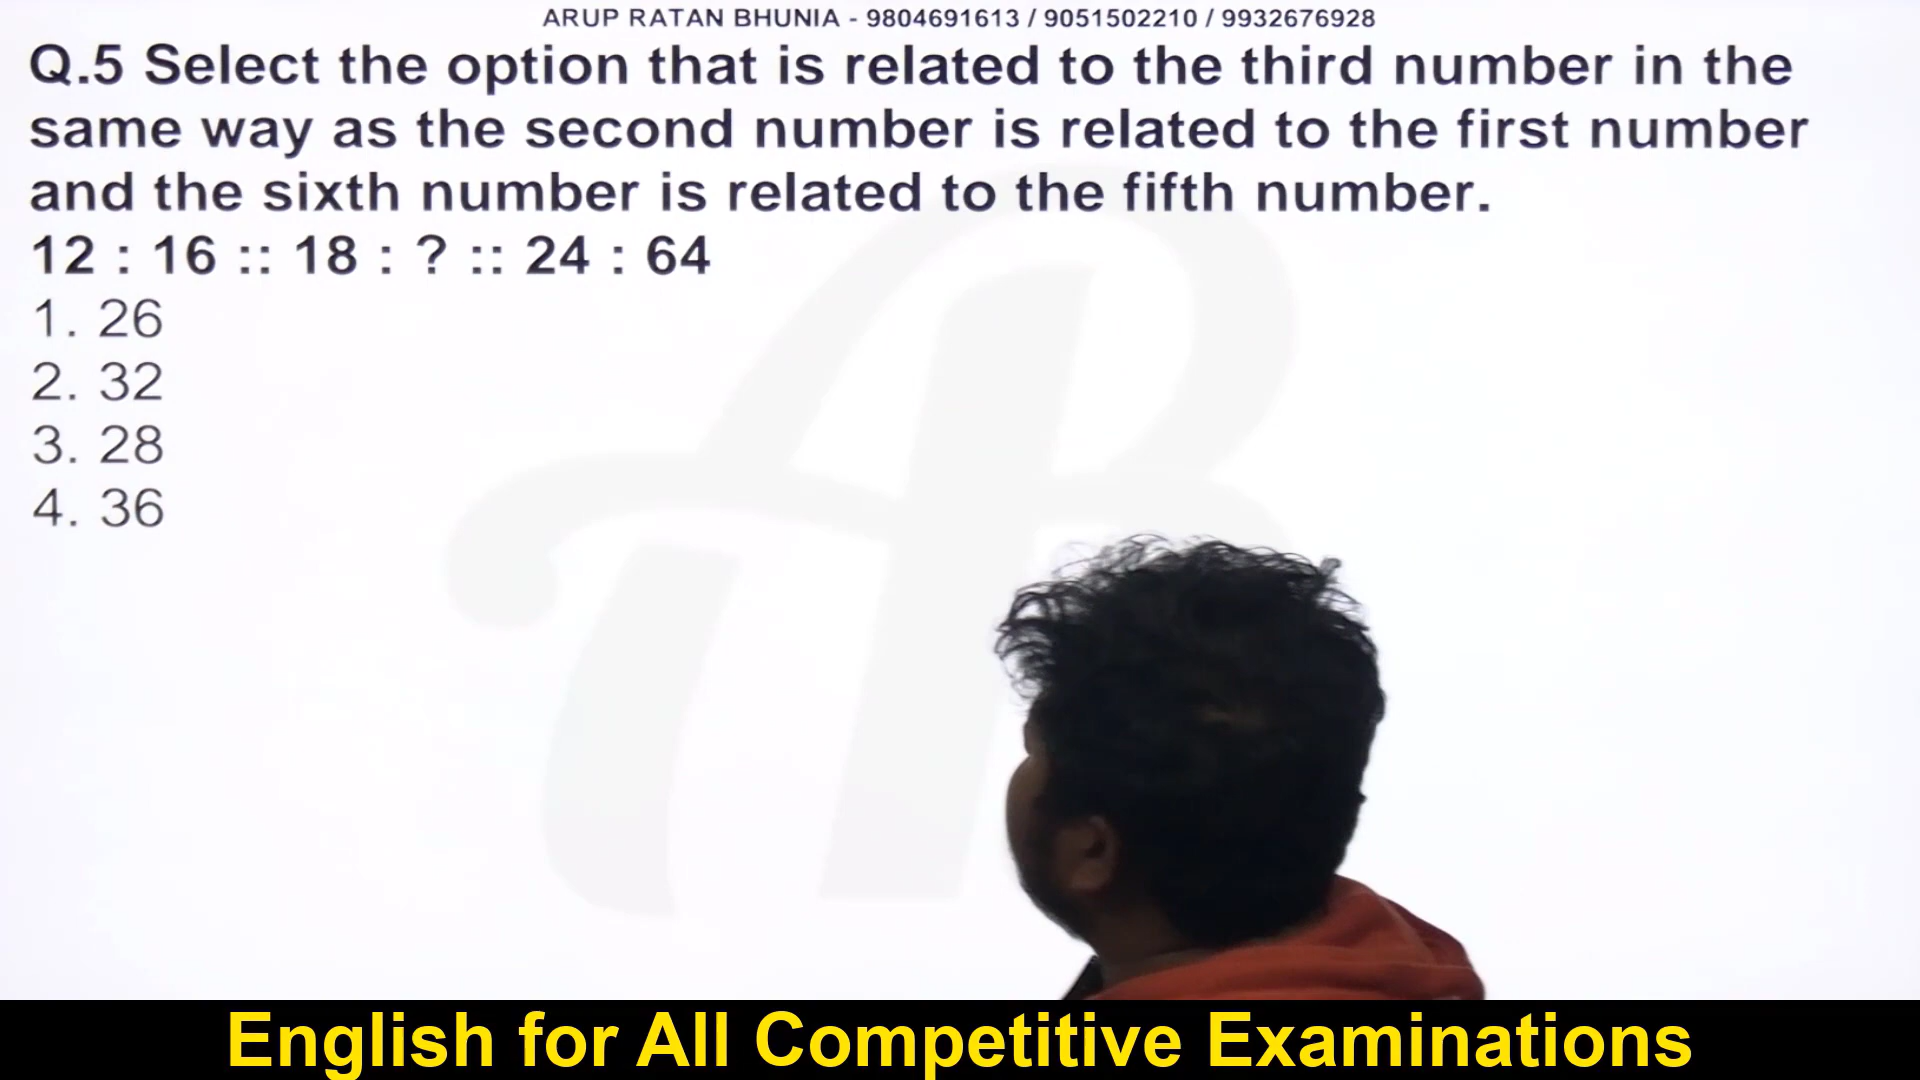 ARUP RATAN BHUNIA - 9804691613 / 9051502210 / 9932676928
Q.5 Select the option that is related to the third number in the
same way as the second number is related to the first number
and the sixth number is related to the fifth number.
12 : 16 :: 18 : ? :: 24 : 64
1. 26
2. 32
3. 28
4. 36
English for All Competitive Examinations